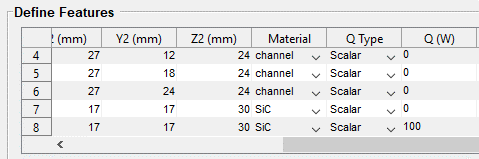 Define Features
2 (mm) Y2 (mm) Z2 (mm) Material Q Type Q (W)
4 27 12 24 channel Scalar 0
5 27 18 24 channel Scalar 0
6 27 24 24 channel Scalar 0
7 17 17 30 SiC Scalar 0
8 17 17 30 SiC Scalar 100